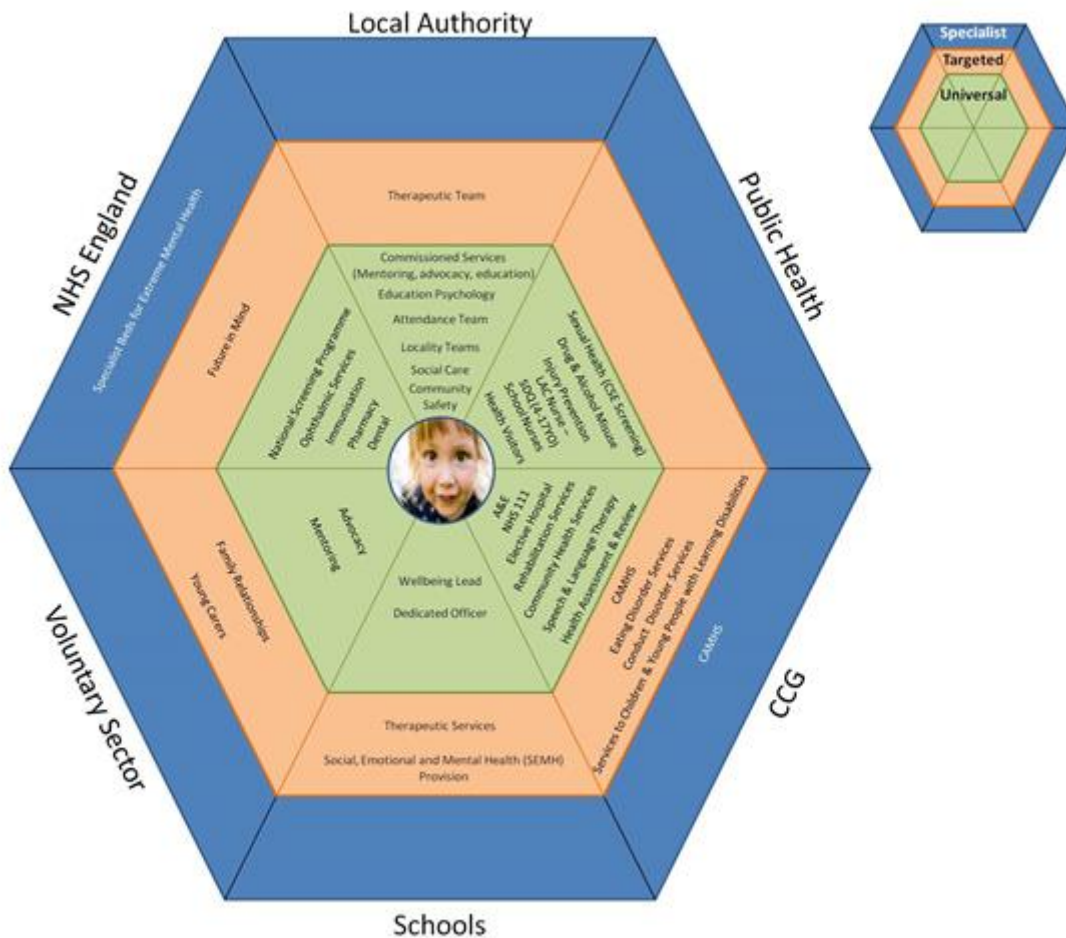 Local Authority
Specialist
Targeted
Universal
NHS England
Public Health
Specialist Beds for Extreme Mental Health
Therapeutic Team
Future in Mind
Commissioned Services
(Mentoring, advocacy, education)
Education Psychology
Attendance Team
Locality Teams
Social Care
Community
Safety
National Screening Programme
Ophthalmic Services
Immunisation
Pharmacy
Dental
Sexual Health (CSE Screening)
Drug & Alcohol Misuse
Injury Prevention
LAC Nurse –
SDQ (4-17YO)
School Nurses
Health Visitors
Advocacy
Mentoring
Family Relationships
Young Carers
Wellbeing Lead
Dedicated Officer
A&E
NHS 111
Elective Hospital
Rehabilitation Services
Community Health Services
Speech & Language Therapy
Health Assessment & Review
CAMHS
Eating Disorder Services
Conduct Disorder Services
Services to Children & Young People with Learning Disabilities
CAMHS
Voluntary Sector
CCG
Therapeutic Services
Social, Emotional and Mental Health (SEMH)
Provision
Schools